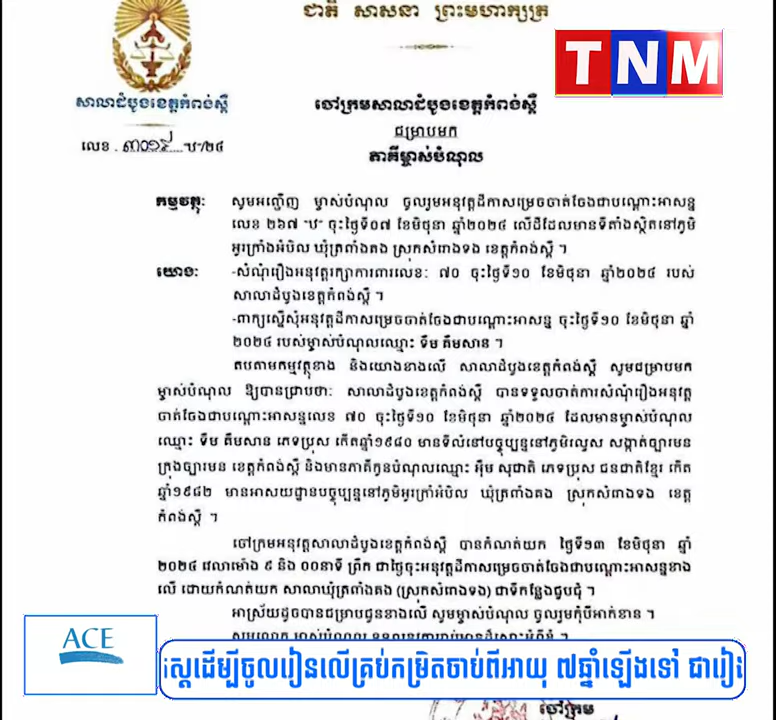 ជាតិ សាសនា ព្រះមហាក្សត្រ
TNM
សាលាដំបូងខេត្តកំពង់ស្ពឺ
លេខ . ៣០១៩ ....."ឃ"/២៤
ចៅក្រមសាលាដំបូងខេត្តកំពង់ស្ពឺ
ជម្រាបមក
ភាគីម្ចាស់បំណុល
កម្មវត្ថុៈ សូមអញ្ជើញ ម្ចាស់បំណុល ចូលរួមអនុវត្តដីកាសម្រេចចាត់ចែងជាបណ្តោះអាសន្ន
លេខ ២៦៧ "ឃ" ចុះថ្ងៃទី០៧ ខែមិថុនា ឆ្នាំ២០២៤ លើដីដែលមានទីតាំងស្ថិតនៅភូមិ
អូរក្រាំងអំបិល ឃុំត្រពាំងគង ស្រុកសំរោងទង ខេត្តកំពង់ស្ពឺ ។
យោងៈ -សំណុំរឿងអនុវត្តរក្សាការពារលេខៈ ៧០ ចុះថ្ងៃទី១០ ខែមិថុនា ឆ្នាំ២០២៤ របស់
សាលាដំបូងខេត្តកំពង់ស្ពឺ ។
-ពាក្យស្នើសុំអនុវត្តដីកាសម្រេចចាត់ចែងជាបណ្តោះអាសន្ន ចុះថ្ងៃទី១០ ខែមិថុនា ឆ្នាំ
២០២៤ របស់ម្ចាស់បំណុលឈ្មោះ ទឹម គឹមសាន ។
តបតាមកម្មវត្ថុខាង និងយោងខាងលើ សាលាដំបូងខេត្តកំពង់ស្ពឺ សូមជម្រាបមក
ម្ចាស់បំណុល ឱ្យបានជ្រាបថាៈ សាលាដំបូងខេត្តកំពង់ស្ពឺ បានទទួលចាត់ការសំណុំរឿងអនុវត្ត
ចាត់ចែងជាបណ្តោះអាសន្នលេខ ៧០ ចុះថ្ងៃទី១០ ខែមិថុនា ឆ្នាំ២០២៤ ដែលមានម្ចាស់បំណុល
ឈ្មោះ ទឹម គឹមសាន ភេទប្រុស កើតឆ្នាំ១៩៨០ មានទីលំនៅបច្ចុប្បន្ននៅភូមិរលួស សង្កាត់ច្បារមន
ក្រុងច្បារមន ខេត្តកំពង់ស្ពឺ និងមានភាគីកូនបំណុលឈ្មោះ អ៊ឹម សុជាតិ ភេទប្រុស ជនជាតិខ្មែរ កើត
ឆ្នាំ១៩៨២ មានអាសយដ្ឋានបច្ចុប្បន្ននៅភូមិអូរក្រាំអំបិល ឃុំត្រពាំងគង ស្រុកសំរោងទង ខេត្ត
កំពង់ស្ពឺ ។
ចៅក្រមអនុវត្តសាលាដំបូងខេត្តកំពង់ស្ពឺ បានកំណត់យក ថ្ងៃទី១៣ ខែមិថុនា ឆ្នាំ
២០២៤ វេលាម៉ោង ៩ និង ០០នាទី ព្រឹក ជាថ្ងៃចុះអនុវត្តដីកាសម្រេចចាត់ចែងជាបណ្តោះអាសន្នខាង
លើ ដោយកំណត់យក សាលាឃុំត្រពាំងគង (ស្រុកសំរោងទង) ជាទីកន្លែងជួបជុំ ។
អាស្រ័យដូចបានជម្រាបជូនខាងលើ សូមម្ចាស់បំណុល ចូលរួមកុំបីអាក់ខាន ។
ACE
ស្តដើម្បីចូលរៀនលើគ្រប់កម្រិតចាប់ពីអាយុ ៧ឆ្នាំឡើងទៅ ជារៀង
ចៅក្រម